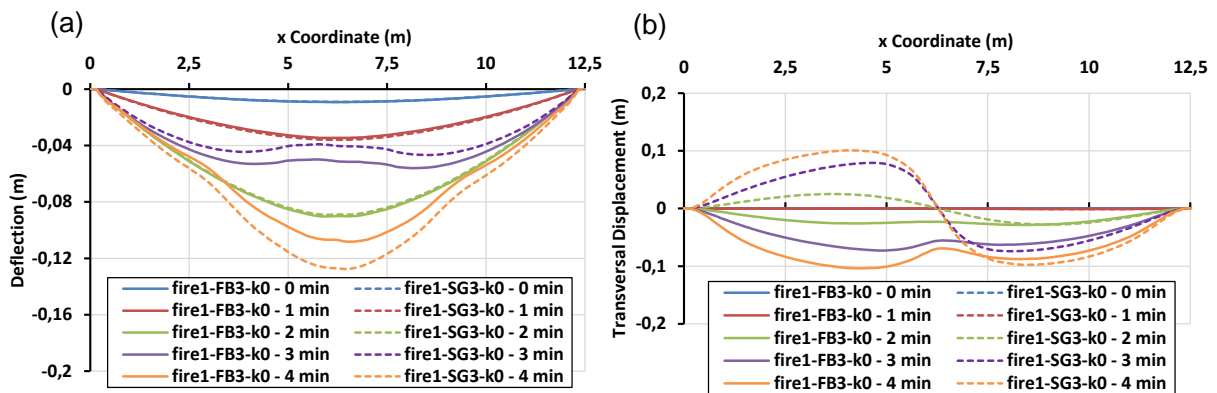 (a)
x Coordinate (m)
0 2,5 5 7,5 10 12,5
Deflection (m)
0
-0,04
-0,08
-0,12
-0,16
-0,2
fire1-FB3-k0 - 0 min fire1-SG3-k0 - 0 min
fire1-FB3-k0 - 1 min fire1-SG3-k0 - 1 min
fire1-FB3-k0 - 2 min fire1-SG3-k0 - 2 min
fire1-FB3-k0 - 3 min fire1-SG3-k0 - 3 min
fire1-FB3-k0 - 4 min fire1-SG3-k0 - 4 min
(b)
x Coordinate (m)
0 2,5 5 7,5 10 12,5
Transversal Displacement (m)
0,2
0,1
0
-0,1
-0,2
fire1-FB3-k0 - 0 min fire1-SG3-k0 - 0 min
fire1-FB3-k0 - 1 min fire1-SG3-k0 - 1 min
fire1-FB3-k0 - 2 min fire1-SG3-k0 - 2 min
fire1-FB3-k0 - 3 min fire1-SG3-k0 - 3 min
fire1-FB3-k0 - 4 min fire1-SG3-k0 - 4 min